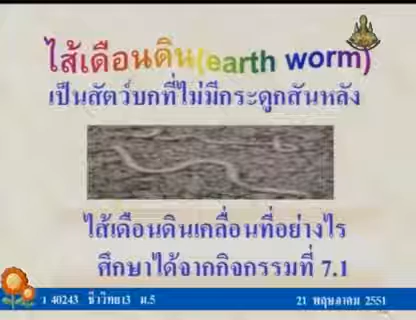 ไส้เดือนดิน(earth worm)
เป็นสัตว์บกที่ไม่มีกระดูกสันหลัง
ไส้เดือนดินเคลื่อนที่อย่างไร
ศึกษาได้จากกิจกรรมที่ 7.1
ว 40243 ชีววิทยา3 ม.5
21 พฤษภาคม 2551